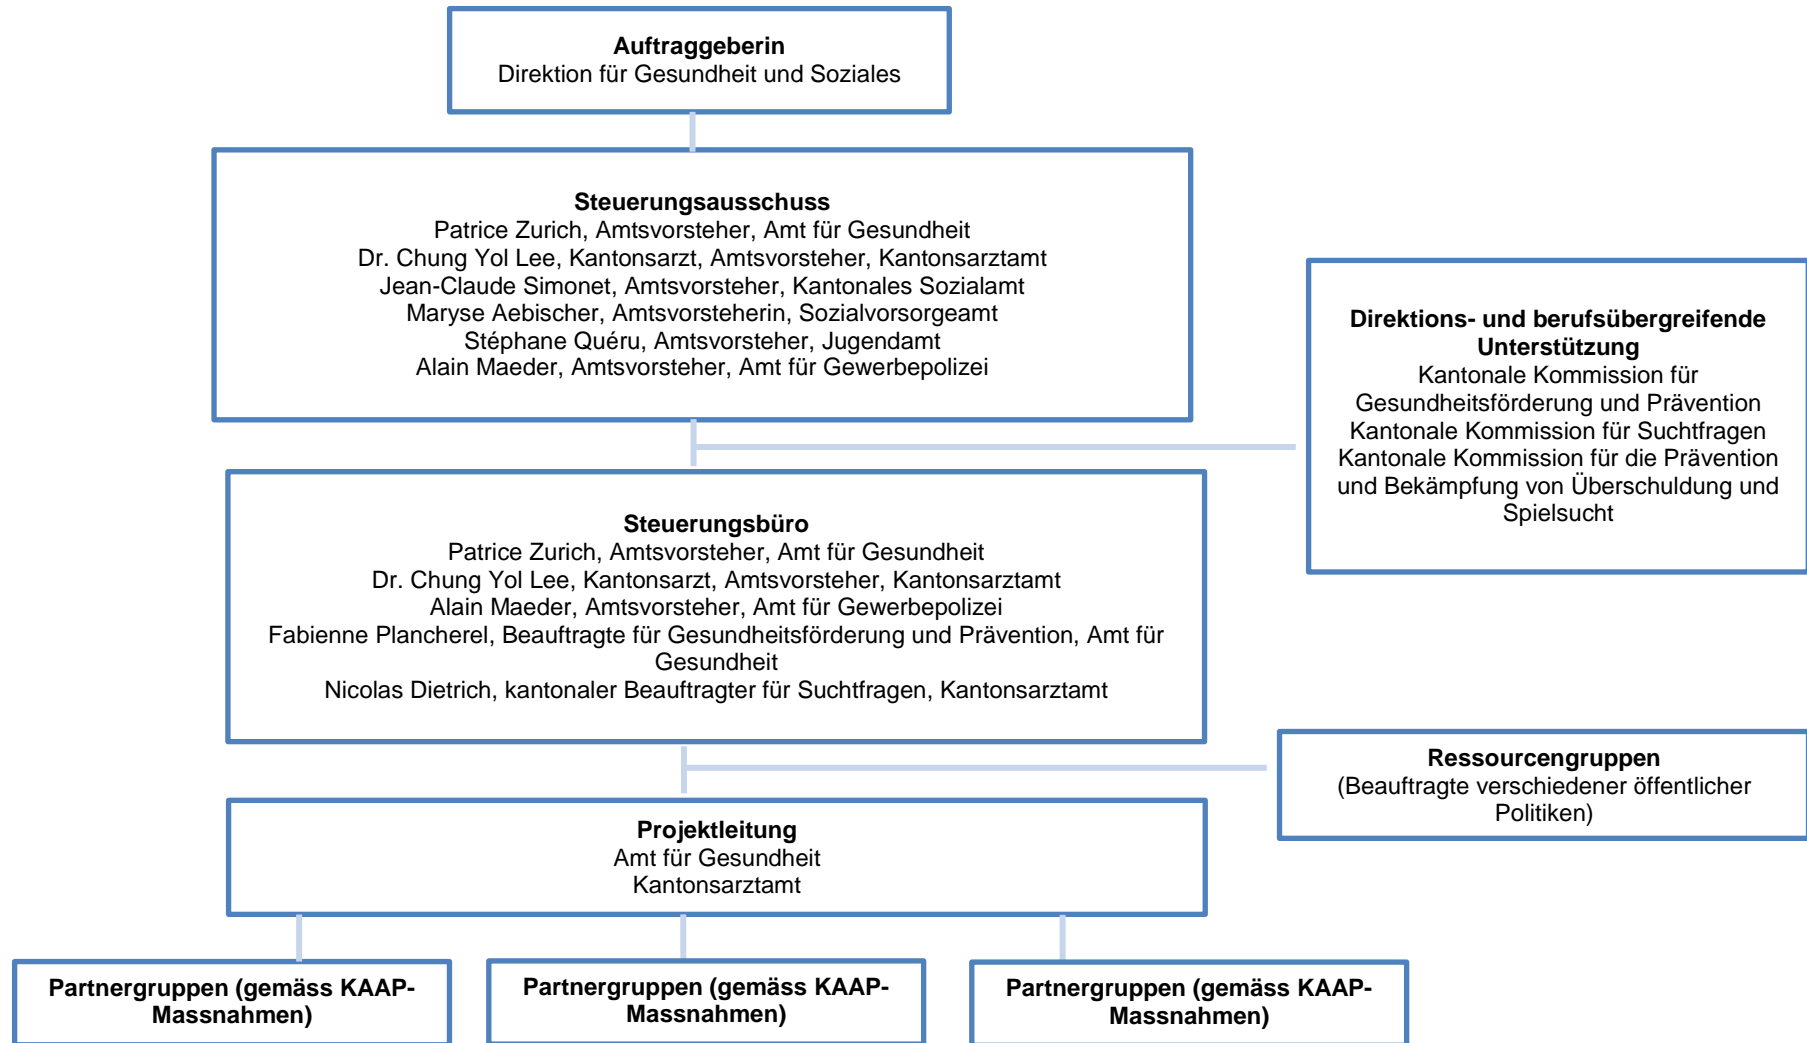 Auftraggeberin
Direktion für Gesundheit und Soziales
Steuerungsausschuss
Patrice Zurich, Amtsvorsteher, Amt für Gesundheit
Dr. Chung Yol Lee, Kantonsarzt, Amtsvorsteher, Kantonsarztamt
Jean-Claude Simonet, Amtsvorsteher, Kantonales Sozialamt
Maryse Aebischer, Amtsvorsteherin, Sozialvorsorgeamt
Stéphane Quéru, Amtsvorsteher, Jugendamt
Alain Maeder, Amtsvorsteher, Amt für Gewerbepolizei
Direktions- und berufsübergreifende
Unterstützung
Kantonale Kommission für
Gesundheitsförderung und Prävention
Kantonale Kommission für Suchtfragen
Kantonale Kommission für die Prävention
und Bekämpfung von Überschuldung und
Spielsucht
Steuerungsbüro
Patrice Zurich, Amtsvorsteher, Amt für Gesundheit
Dr. Chung Yol Lee, Kantonsarzt, Amtsvorsteher, Kantonsarztamt
Alain Maeder, Amtsvorsteher, Amt für Gewerbepolizei
Fabienne Plancherel, Beauftragte für Gesundheitsförderung und Prävention, Amt für
Gesundheit
Nicolas Dietrich, kantonaler Beauftragter für Suchtfragen, Kantonsarztamt
Ressourcengruppen
(Beauftragte verschiedener öffentlicher
Politiken)
Projektleitung
Amt für Gesundheit
Kantonsarztamt
Partnergruppen (gemäss KAAP-
Massnahmen)
Partnergruppen (gemäss KAAP-
Massnahmen)
Partnergruppen (gemäss KAAP-
Massnahmen)